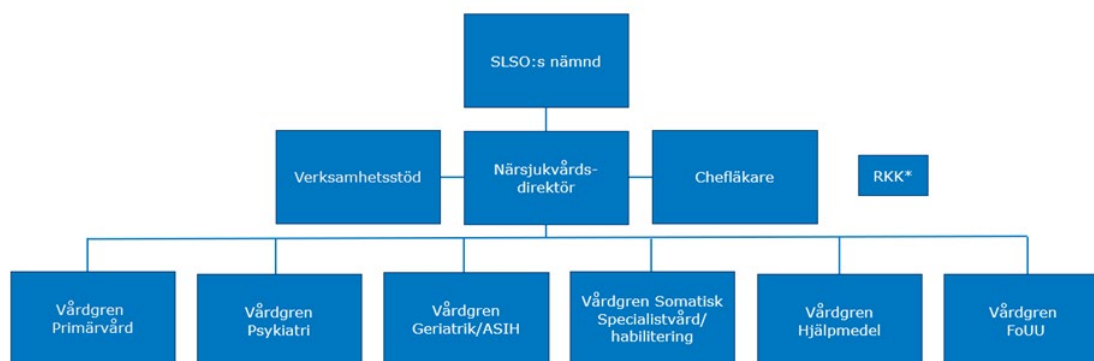 SLSO:s nämnd
Verksamhetsstöd
Närsjukvårds-
direktör
Chefläkare
RKK*
Vårdgren
Primärvård
Vårdgren
Psykiatri
Vårdgren
Geriatrik/ASIH
Vårdgren Somatisk
Specialistvård/
habilitering
Vårdgren
Hjälpmedel
Vårdgren
FoUU